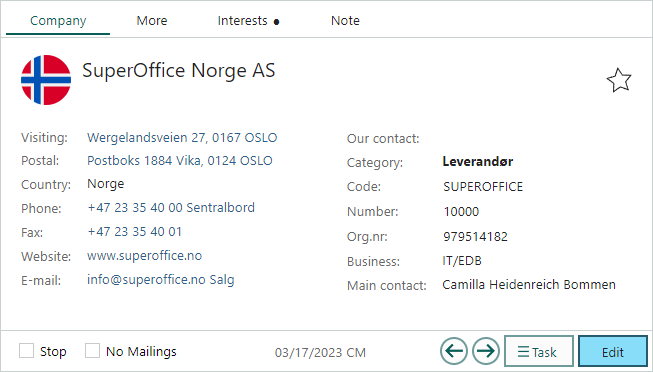 Company More Interests ● Note
SuperOffice Norge AS
Visiting: Wergelandsveien 27, 0167 OSLO
Postal: Postboks 1884 Vika, 0124 OSLO
Country: Norge
Phone: +47 23 35 40 00 Sentralbord
Fax: +47 23 35 40 01
Website: www.superoffice.no
E-mail: info@superoffice.no Salg
Our contact:
Category: Leverandør
Code: SUPEROFFICE
Number: 10000
Org.nr: 979514182
Business: IT/EDB
Main contact: Camilla Heidenreich Bommen
Stop No Mailings 03/17/2023 CM Task Edit